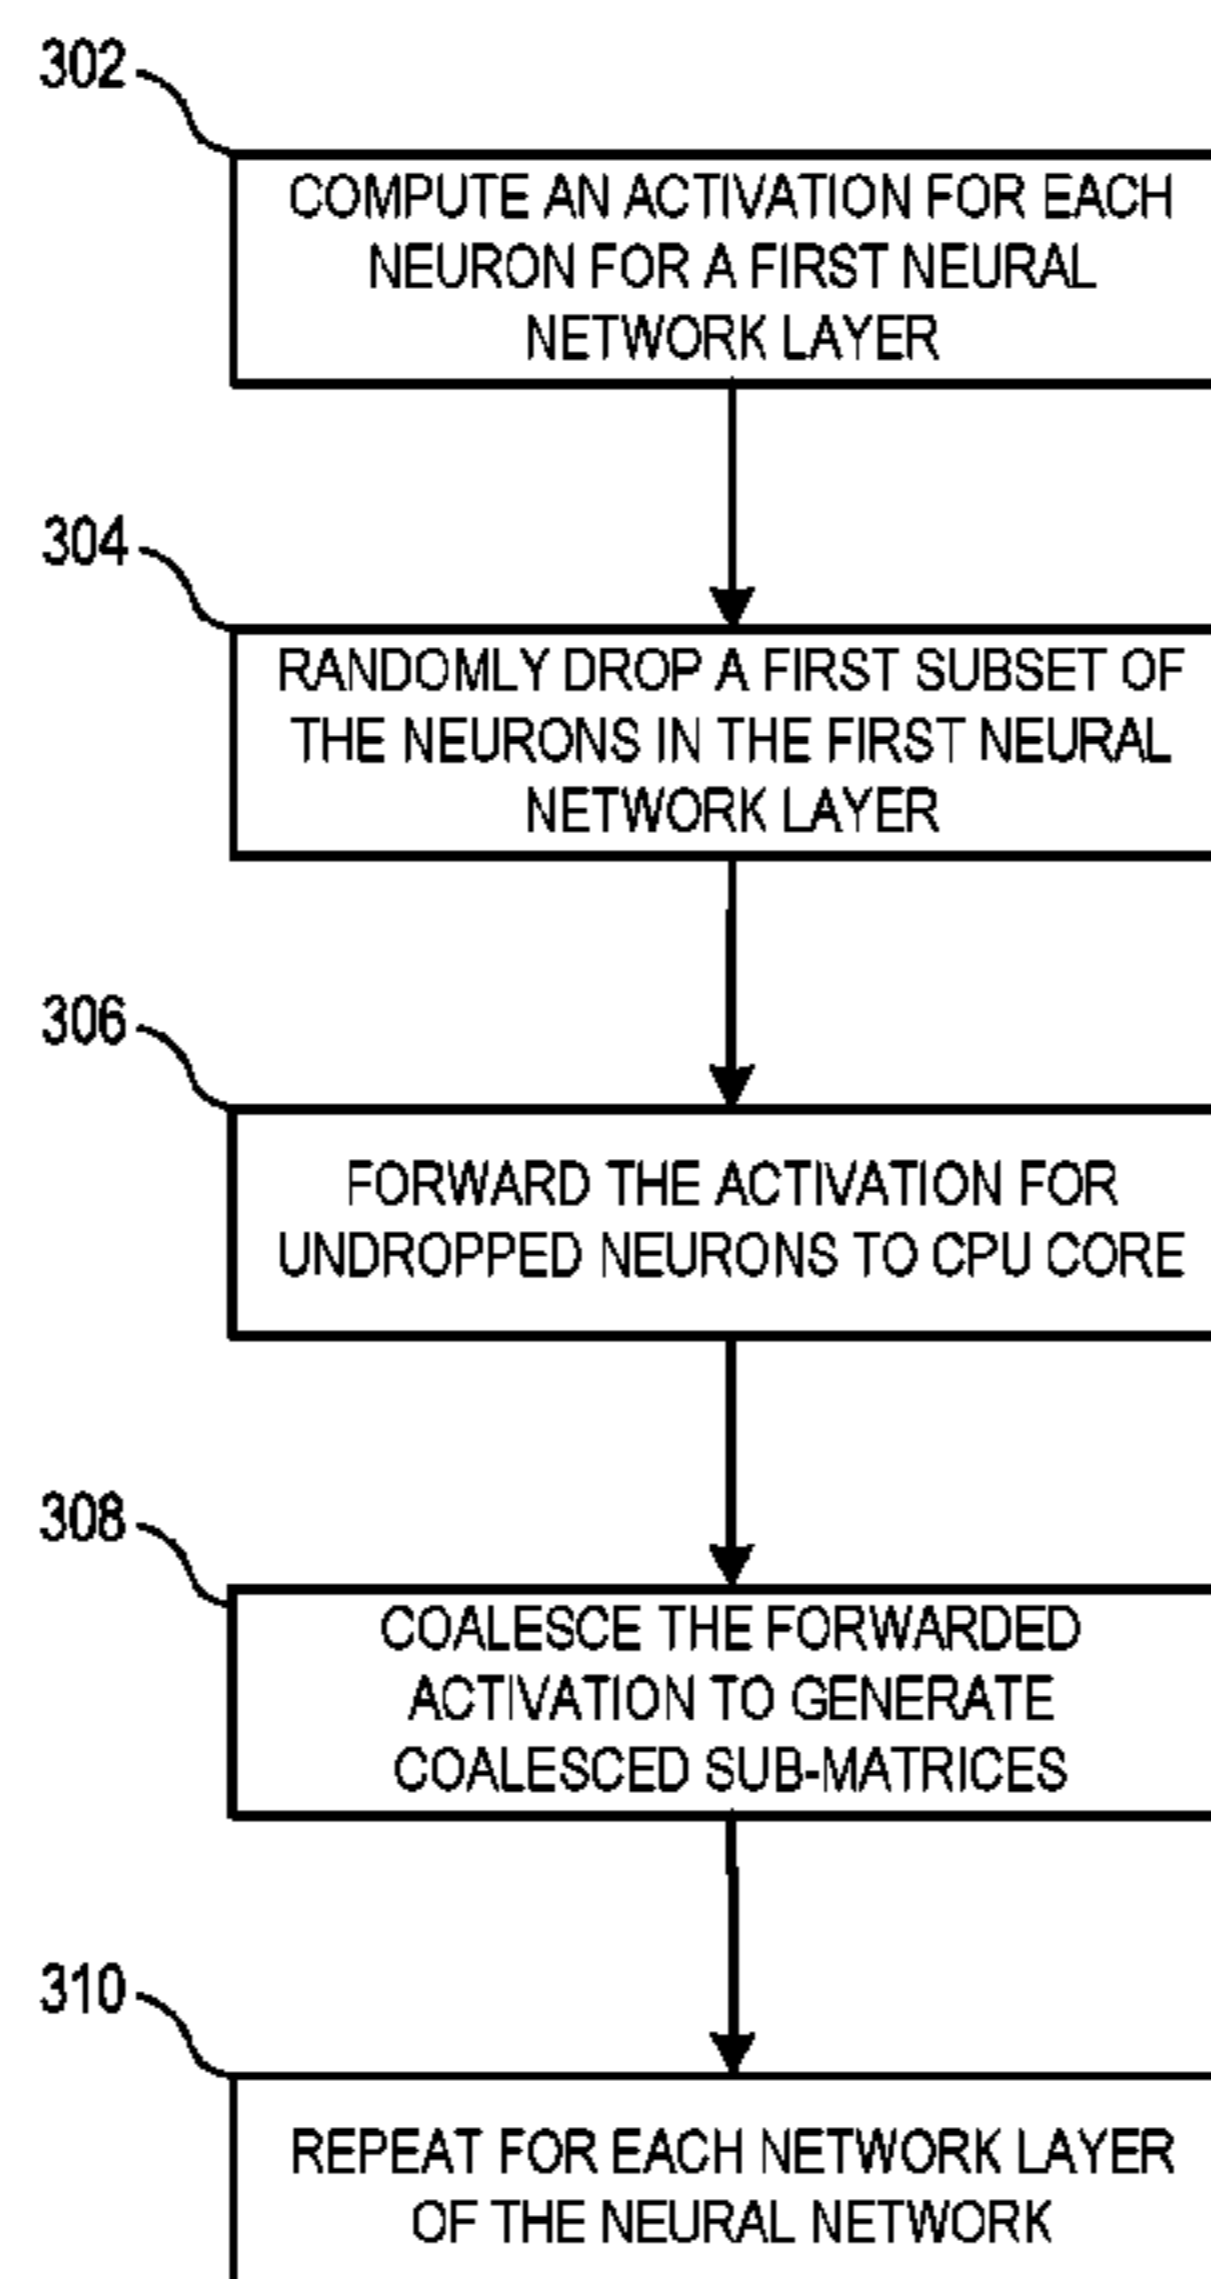 302
COMPUTE AN ACTIVATION FOR EACH
NEURON FOR A FIRST NEURAL
NETWORK LAYER
304
RANDOMLY DROP A FIRST SUBSET OF
THE NEURONS IN THE FIRST NEURAL
NETWORK LAYER
306
FORWARD THE ACTIVATION FOR
UNDROPPED NEURONS TO CPU CORE
308
COALESCE THE FORWARDED
ACTIVATION TO GENERATE
COALESCED SUB-MATRICES
310
REPEAT FOR EACH NETWORK LAYER
OF THE NEURAL NETWORK